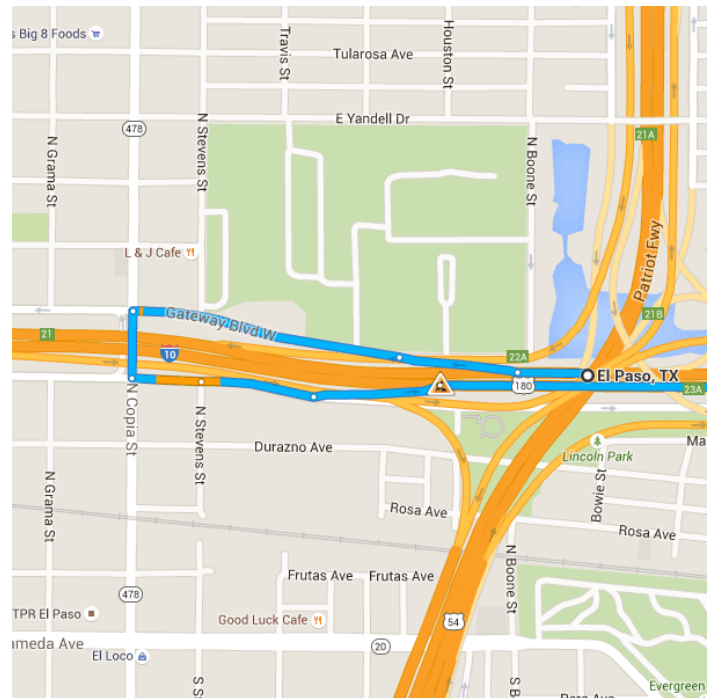 s Big 8 Foods
Travis St
Houston St
Tularosa Ave
E Yandell Dr
478
21A
N Grama St
N Stevens St
N Boone St
Patriot Fwy
L & J Cafe
Gateway Blvd W
21B
21
10
22A
El Paso, TX
180
23A
N Copia St
N Stevens St
Durazno Ave
Ma
Lincoln Park
Bowie St
N Grama St
Rosa Ave
Rosa Ave
N Boone St
Frutas Ave
Frutas Ave
478
TPR El Paso
Good Luck Cafe
54
ameda Ave
20
El Loco
Evergreen